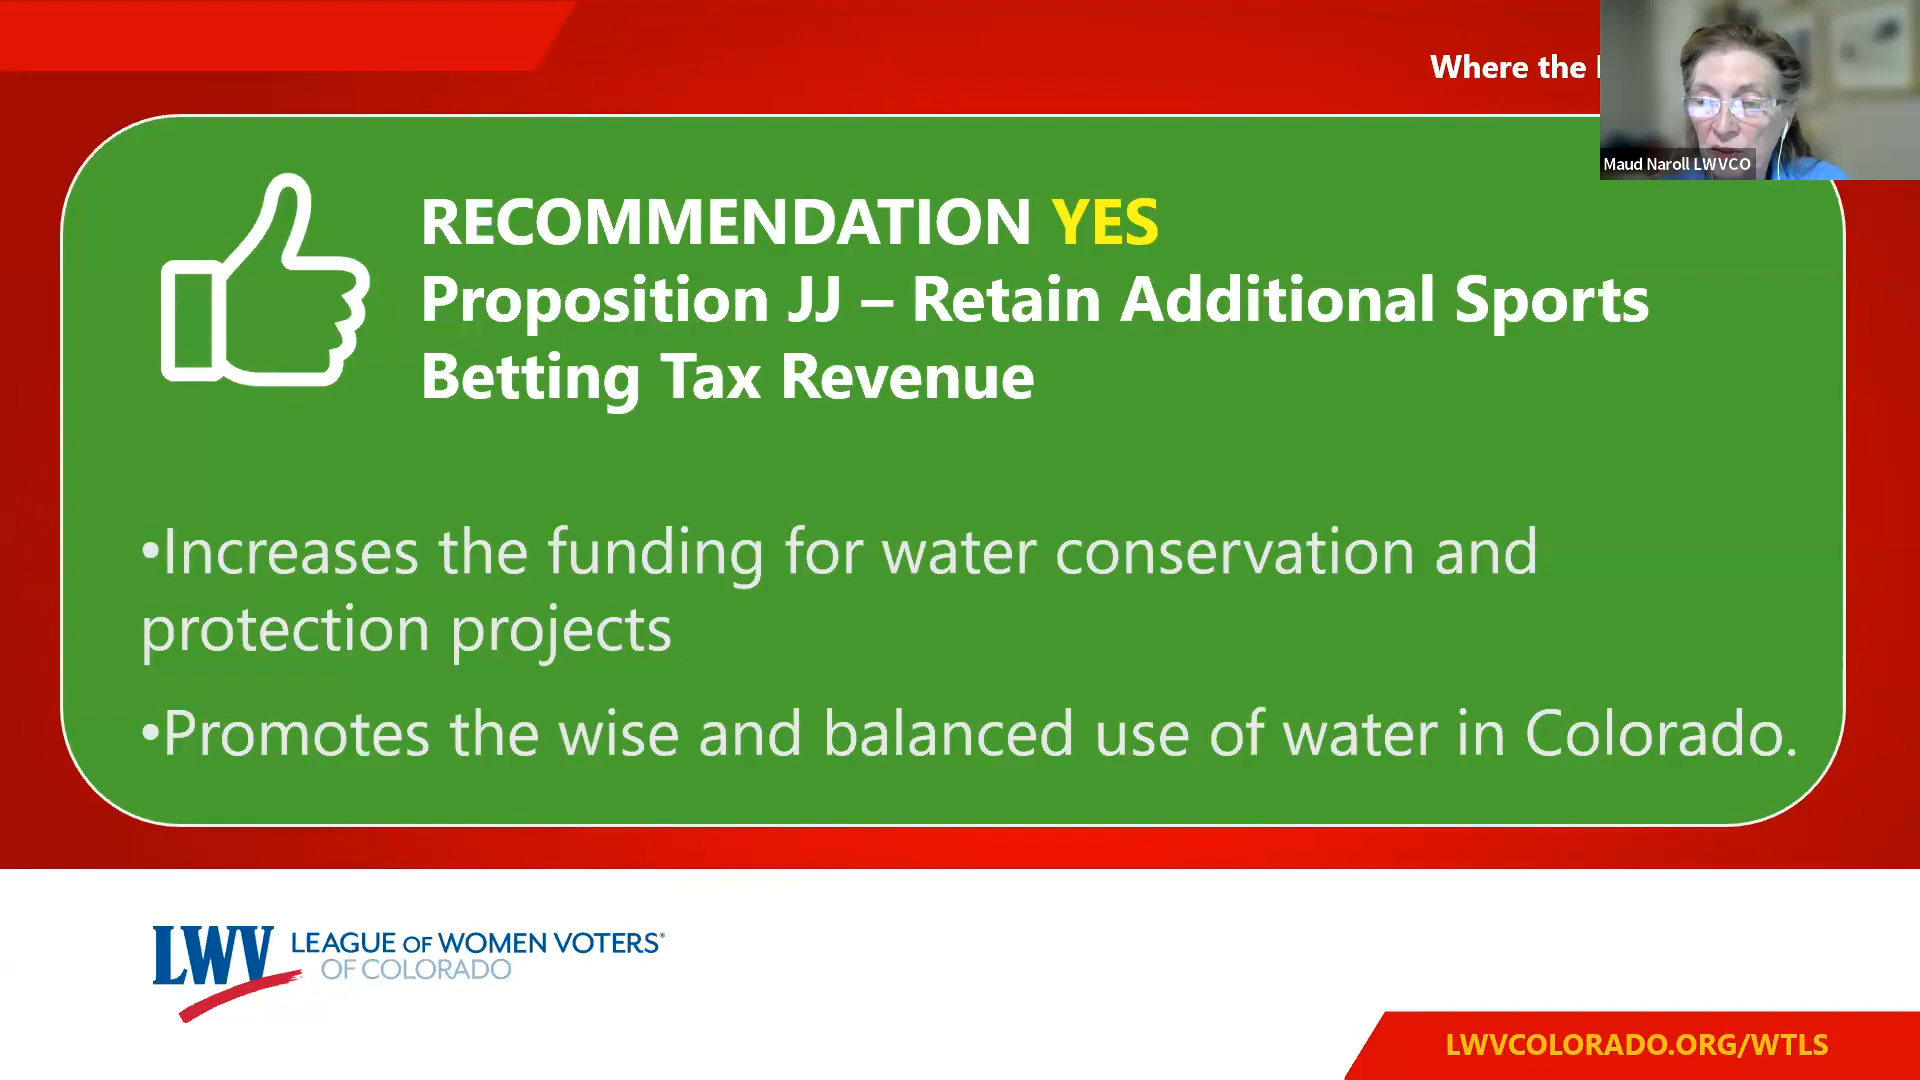 Where the
Maud Naroll LWVCO
RECOMMENDATION YES
Proposition JJ – Retain Additional Sports
Betting Tax Revenue
•Increases the funding for water conservation and
protection projects
•Promotes the wise and balanced use of water in Colorado.
LWV LEAGUE OF WOMEN VOTERS®
OF COLORADO
LWVCOLORADO.ORG/WTLS